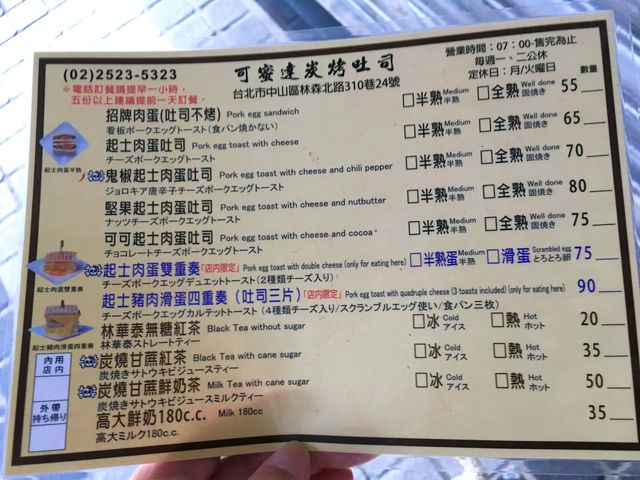 (02)2523-5323
※電話訂餐請提早一小時,
五份以上建議提前一天訂餐。
可蜜達炭烤吐司
台北市中山區林森北路310巷24號
營業時間:07:00-售完為止
每週一、二公休
定休日:月/火曜日
數量
招牌肉蛋(吐司不烤) Pork egg sandwich □半熟 Medium 半熟 □全熟 Well done 固焼き 55
看板ポークエッグトースト(食パン焼かない)
起士肉蛋吐司 Pork egg toast with cheese □半熟 Medium 半熟 □全熟 Well done 固焼き 65
チーズポークエッグトースト
鬼椒起士肉蛋吐司 Pork egg toast with cheese and chili pepper □半熟 Medium 半熟 □全熟 Well done 固焼き 70
ジョロキア唐辛子チーズポークエッグトースト
堅果起士肉蛋吐司 Pork egg toast with cheese and nutbutter □半熟 Medium 半熟 □全熟 Well done 固焼き 80
ナッツチーズポークエッグトースト
可可起士肉蛋吐司 Pork egg toast with cheese and cocoa □半熟 Medium 半熟 □全熟 Well done 固焼き 75
チョコレートチーズポークエッグトースト
起士肉蛋雙重奏「店內限定」 Pork egg toast with double cheese (only for eating here) □半熟蛋 Medium 半熟 □滑蛋 Scrambled egg とろとろ卵 75
チーズポークエッグデュエットトースト(2種類チーズ入り)
起士豬肉滑蛋四重奏(吐司三片)「店內限定」 Pork egg toast with quadruple cheese (3 toasts included) (only for eating here) 90
チーズポークエッグカルテットトースト(4種類チーズ入り/スクランブルエッグ使い/食パン三枚)
林華泰無糖紅茶 Black Tea without sugar □冰 Cold アイス □熱 Hot ホット 20
林華泰ストレートティー
炭燒甘蔗紅茶 Black Tea with cane sugar □冰 Cold アイス □熱 Hot ホット 35
炭焼きサトウキビジュースティー
炭燒甘蔗鮮奶茶 Milk Tea with cane sugar □冰 Cold アイス □熱 Hot ホット 50
炭焼きサトウキビジュースミルクティー
高大鮮奶180c.c. Milk 180cc 35
高大ミルク180c.c.
起士肉蛋半熟
起士肉蛋雙重奏
起士豬肉滑蛋四重奏
內用
店内
外帶
持ち帰り